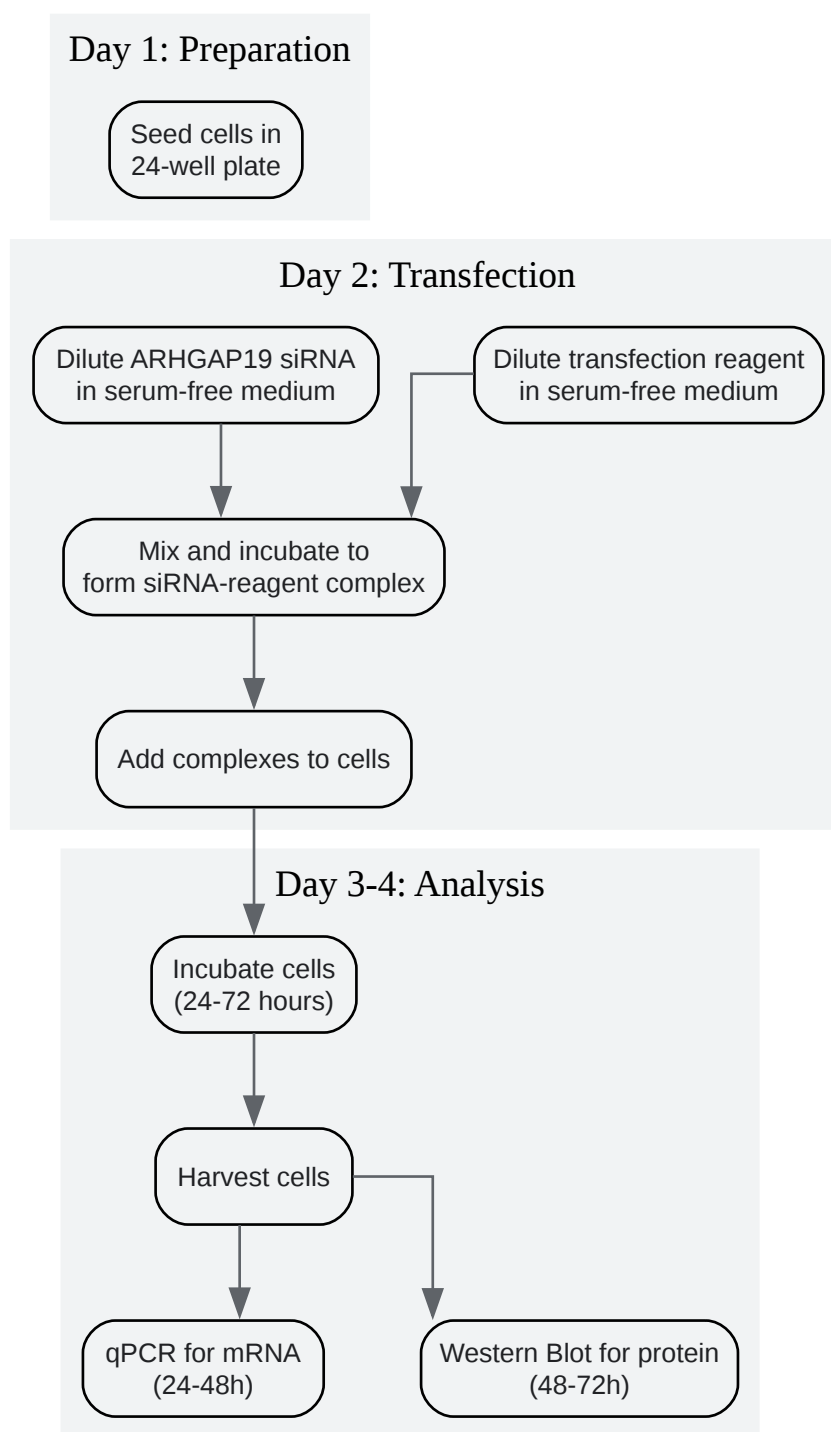 Day 1: Preparation
Seed cells in
24-well plate
Day 2: Transfection
Dilute ARHGAP19 siRNA
in serum-free medium
Dilute transfection reagent
in serum-free medium
Mix and incubate to
form siRNA-reagent complex
Add complexes to cells
Day 3-4: Analysis
Incubate cells
(24-72 hours)
Harvest cells
qPCR for mRNA
(24-48h)
Western Blot for protein
(48-72h)